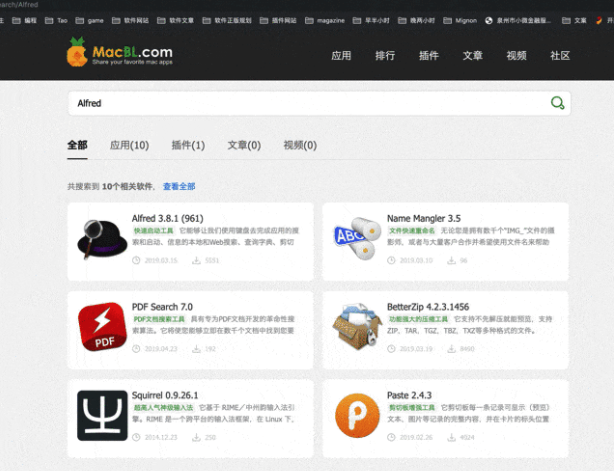 arch/Alfred
编程
Tao
game
软件网站
软件文章
软件正版规划
插件网站
magazine
早半小时
晚两小时
Mignon
泉州市小微金融服...
文案
MacBL.com
Share your favorite mac apps
应用
排行
插件
文章
视频
社区
Alfred
全部
应用(10)
插件(1)
文章(0)
视频(0)
共搜索到 10个相关软件， 查看全部
Alfred 3.8.1 (961)
快速启动工具 它能够让我们使用键盘去完成应用的搜
索和启动、信息的本地和Web搜索、查询字典、剪切
2019.03.15
5551
Name Mangler 3.5
文件快速重命名 无论您是拥有数千个"IMG_"文件的摄
影师，或者与大量客户合作并希望使用文件名来帮助
2019.03.10
56
PDF Search 7.0
PDF文档搜索工具 具有专为PDF文档开发的革命性搜
索算法。它将使您能够立即在数千个文档中找到您要
2019.04.23
192
BetterZip 4.2.3.1456
功能强大的压缩工具 它支持不先解压就能预览，支持
ZIP、TAR、TGZ、TBZ、TXZ等多种格式的文件。
2019.03.19
8460
Squirrel 0.9.26.1
超高人气神级输入法 它基于 RIME／中州韵输入法引
擎。RIME 是一个跨平台的输入法框架，在 Linux 下，
2014.12.23
250
Paste 2.4.3
剪切板增强工具 它剪切板每一条记录可显示（预览）
文本、图片等记录的完整内容，并在卡片的标头位置
2019.02.26
4524
ABC
PDF